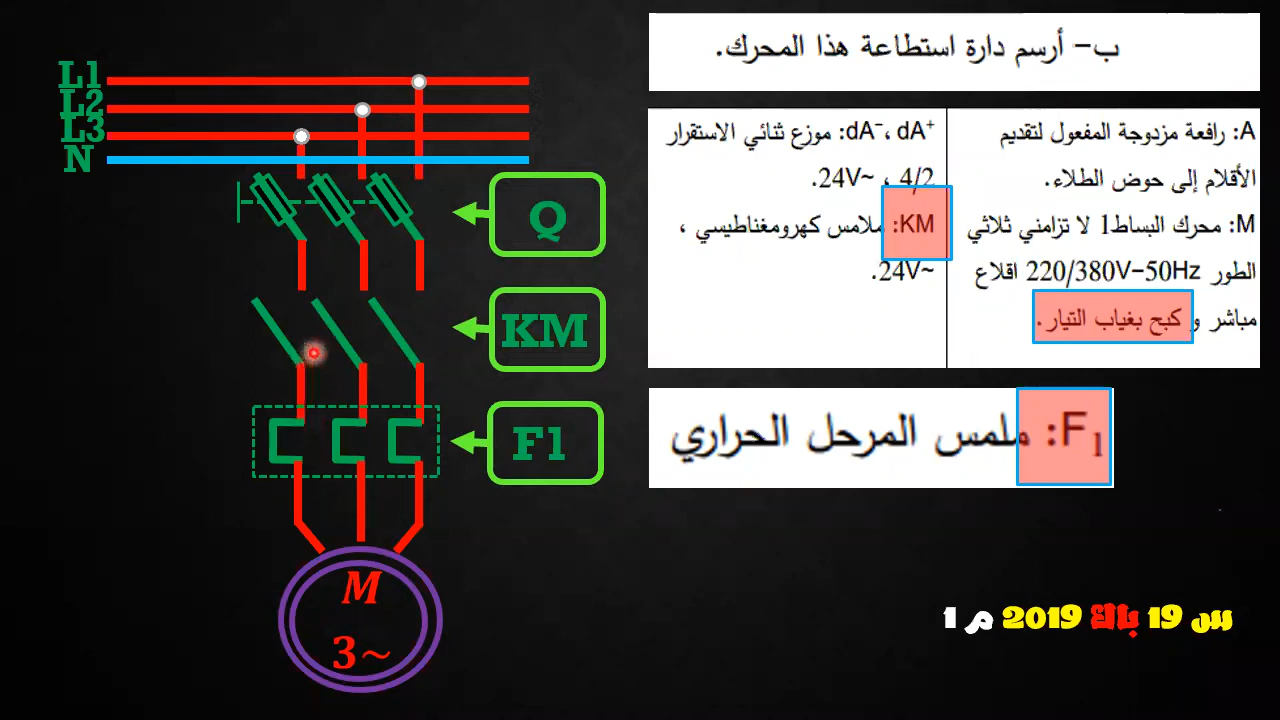 ب- أرسم دارة استطاعة هذا المحرك.
L1
L2
L3
N
A: رافعة مزدوجة المفعول لتقديم
الأقلام إلى حوض الطلاء.
M: محرك البساط1 لا تزامني ثلاثي
الطور 220/380V-50Hz اقلاع
مباشر و كبح بغياب التيار.
dA⁻، dA⁺: موزع ثنائي الاستقرار
4/2 ، ~24V.
KM: ملامس كهرومغناطيسي ،
~24V.
Q
KM
F1
F₁: ملمس المرحل الحراري
M
3~
س 19 باك 2019 م 1